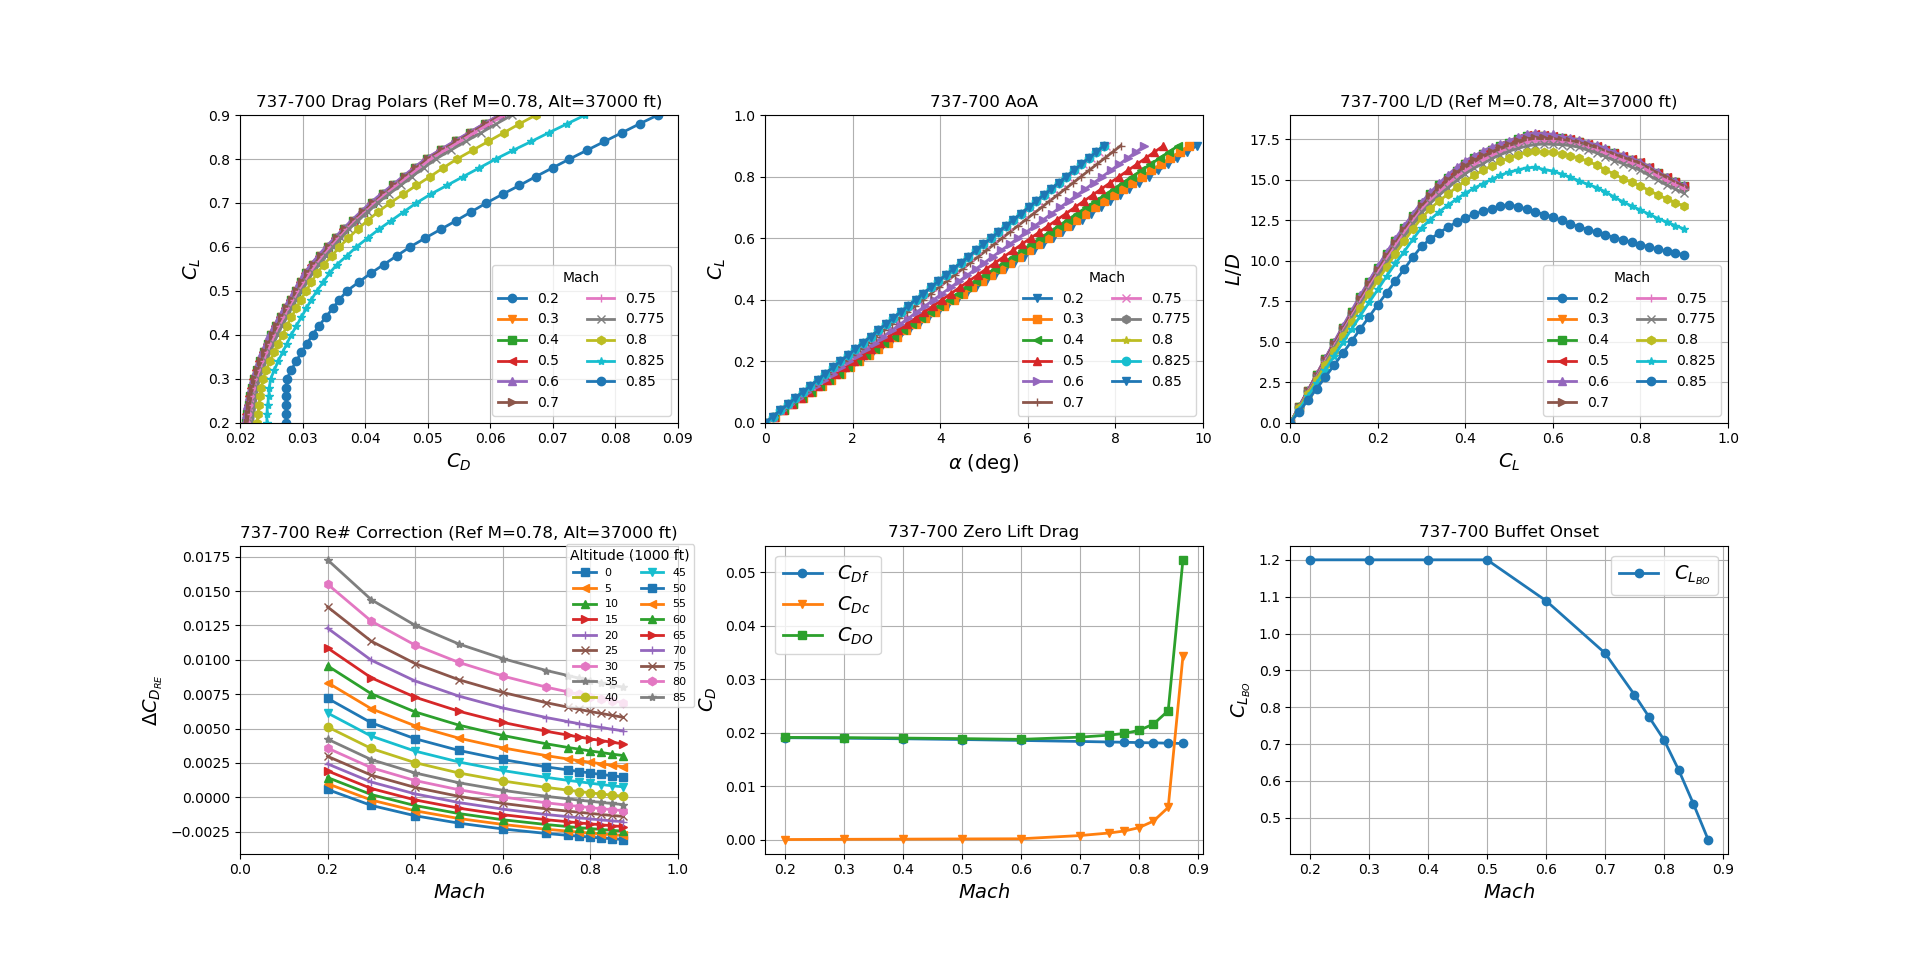 737-700 Drag Polars (Ref M=0.78, Alt=37000 ft)
0.9
0.8
0.7
0.6
0.5
0.4
0.3
0.2
C_L
Mach
0.2 0.75
0.3 0.775
0.4 0.8
0.5 0.825
0.6 0.85
0.7
0.02 0.03 0.04 0.05 0.06 0.07 0.08 0.09
C_D
737-700 AoA
1.0
0.8
0.6
0.4
0.2
0.0
C_L
Mach
0.2 0.75
0.3 0.775
0.4 0.8
0.5 0.825
0.6 0.85
0.7
0 2 4 6 8 10
α (deg)
737-700 L/D (Ref M=0.78, Alt=37000 ft)
17.5
15.0
12.5
10.0
7.5
5.0
2.5
0.0
L/D
Mach
0.2 0.75
0.3 0.775
0.4 0.8
0.5 0.825
0.6 0.85
0.7
0.0 0.2 0.4 0.6 0.8 1.0
C_L
737-700 Re# Correction (Ref M=0.78, Alt=37000 ft)
0.0175
0.0150
0.0125
0.0100
0.0075
0.0050
0.0025
0.0000
−0.0025
ΔC_{D_{RE}}
Altitude (1000 ft)
0 45
5 50
10 55
15 60
20 65
25 70
30 75
35 80
40 85
0.0 0.2 0.4 0.6 0.8 1.0
Mach
737-700 Zero Lift Drag
0.05
0.04
0.03
0.02
0.01
0.00
C_D
C_{Df}
C_{Dc}
C_{DO}
0.2 0.3 0.4 0.5 0.6 0.7 0.8 0.9
Mach
737-700 Buffet Onset
1.2
1.1
1.0
0.9
0.8
0.7
0.6
0.5
C_{L_{BO}}
C_{L_{BO}}
0.2 0.3 0.4 0.5 0.6 0.7 0.8 0.9
Mach